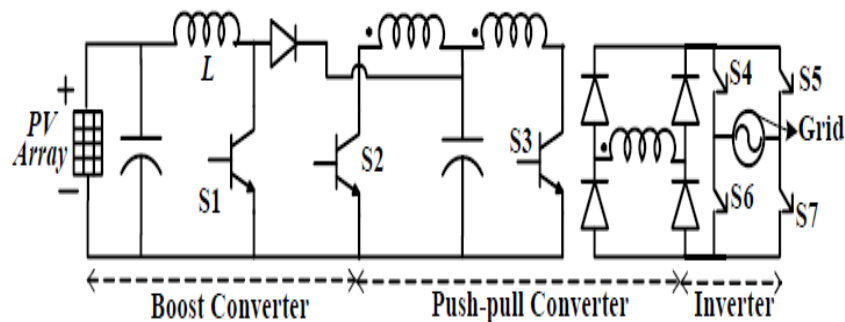 L
S4
S5
+
PV
Array
−
S1
S2
S3
Grid
S6
S7
Boost Converter
Push-pull Converter
Inverter